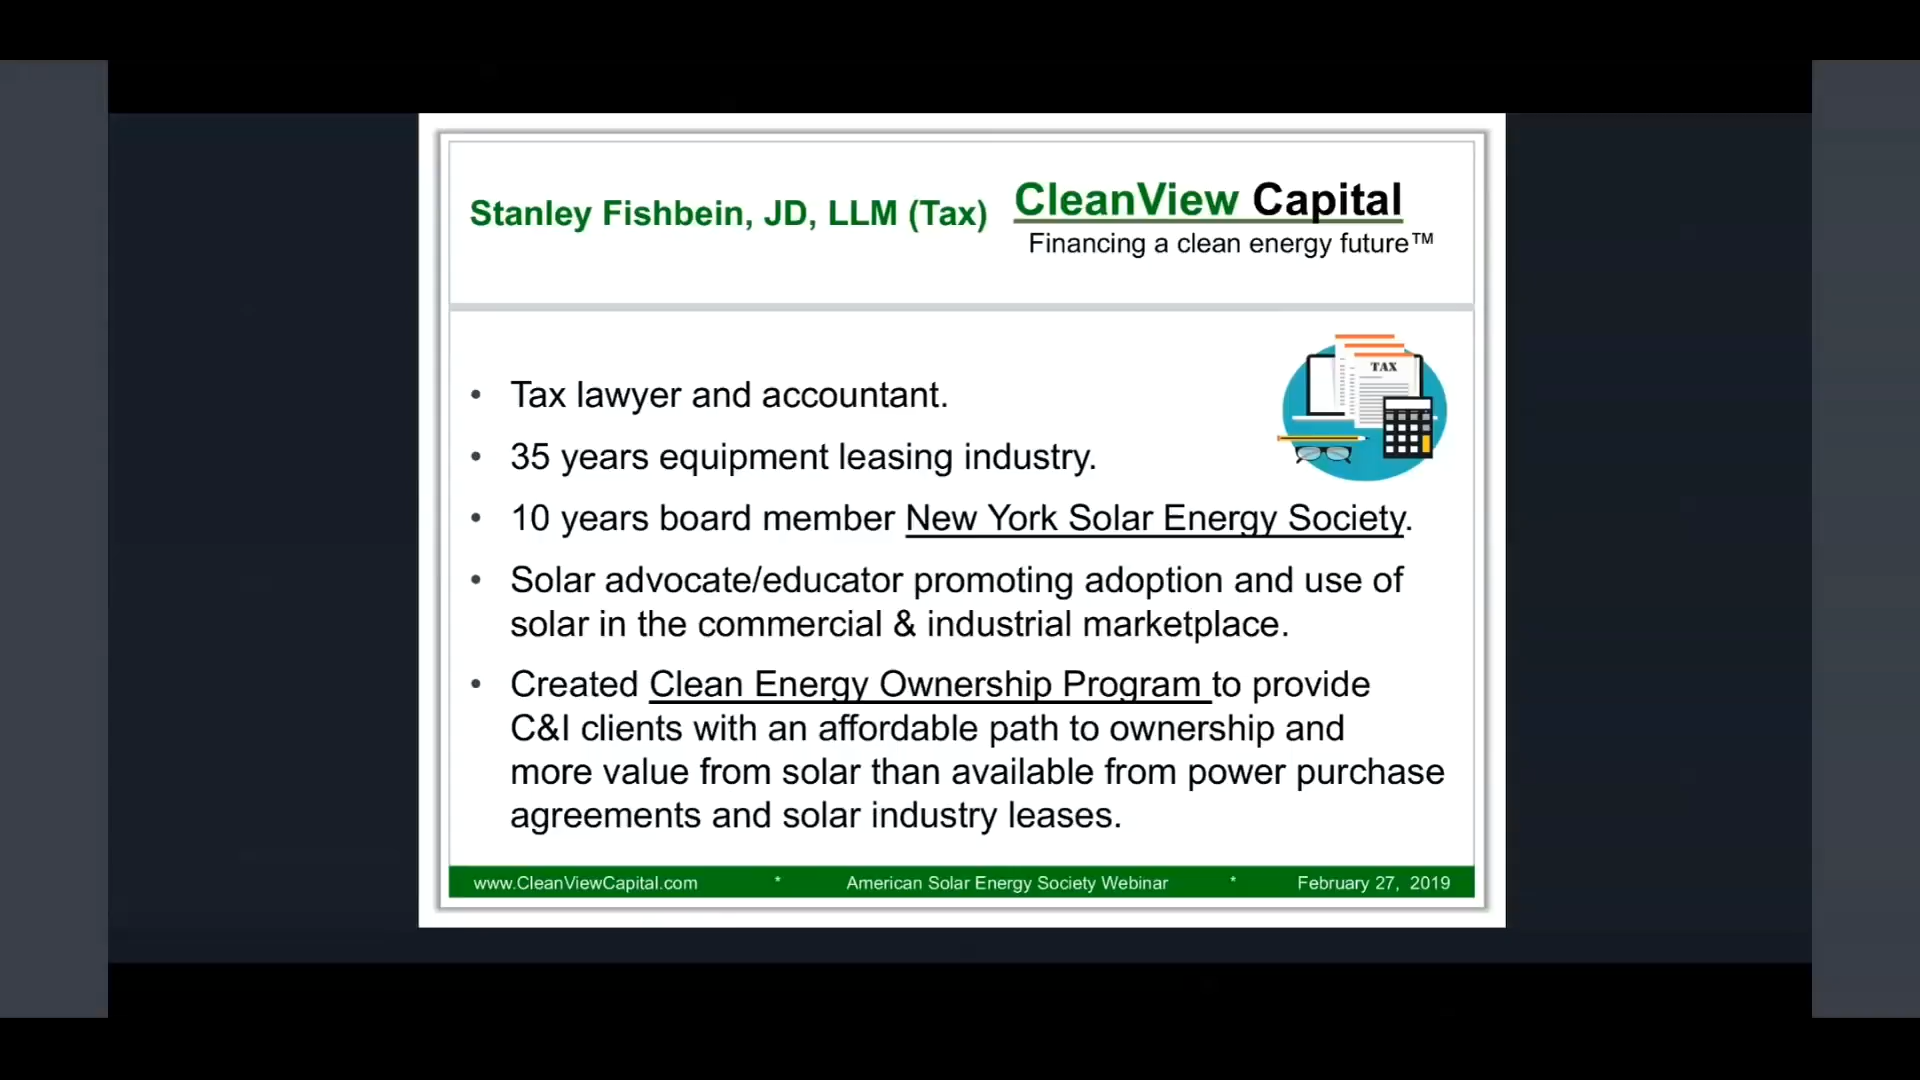 Stanley Fishbein, JD, LLM (Tax)
CleanView Capital
Financing a clean energy future™
TAX
• Tax lawyer and accountant.
• 35 years equipment leasing industry.
• 10 years board member New York Solar Energy Society.
• Solar advocate/educator promoting adoption and use of
solar in the commercial & industrial marketplace.
• Created Clean Energy Ownership Program to provide
C&I clients with an affordable path to ownership and
more value from solar than available from power purchase
agreements and solar industry leases.
www.CleanViewCapital.com * American Solar Energy Society Webinar * February 27, 2019